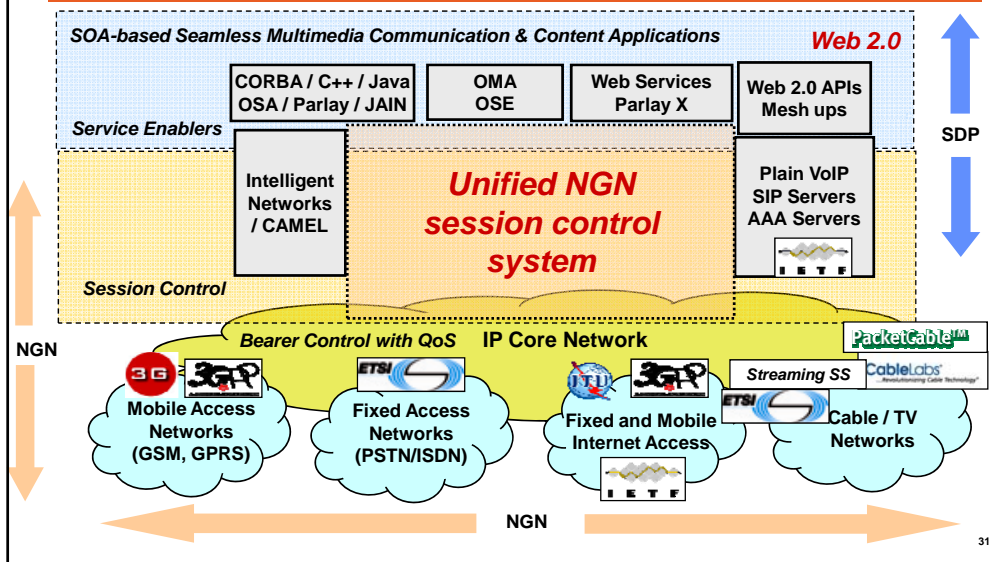 SOA-based Seamless Multimedia Communication & Content Applications
Web 2.0
CORBA / C++ / Java
OSA / Parlay / JAIN
OMA
OSE
Web Services
Parlay X
Web 2.0 APIs
Mesh ups
Service Enablers
SDP
Intelligent
Networks
/ CAMEL
Unified NGN
session control
system
Plain VoIP
SIP Servers
AAA Servers
I E T F
Session Control
NGN
Bearer Control with QoS
IP Core Network
PacketCable™
3G
3GPP
ETSI
ITU
3GPP
Streaming SS
CableLabs®
...Revolutionizing Cable Technology®
ETSI
Mobile Access
Networks
(GSM, GPRS)
Fixed Access
Networks
(PSTN/ISDN)
Fixed and Mobile
Internet Access
I E T F
Cable / TV
Networks
NGN
31